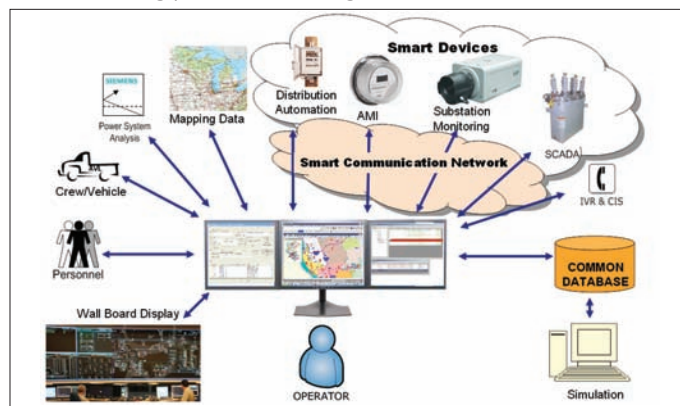 Smart Devices
SIEMENS
Power System
Analysis
Mapping Data
Distribution
Automation
AMI
Substation
Monitoring
SCADA
Smart Communication Network
Crew/Vehicle
IVR & CIS
Personnel
COMMON
DATABASE
Wall Board Display
OPERATOR
Simulation